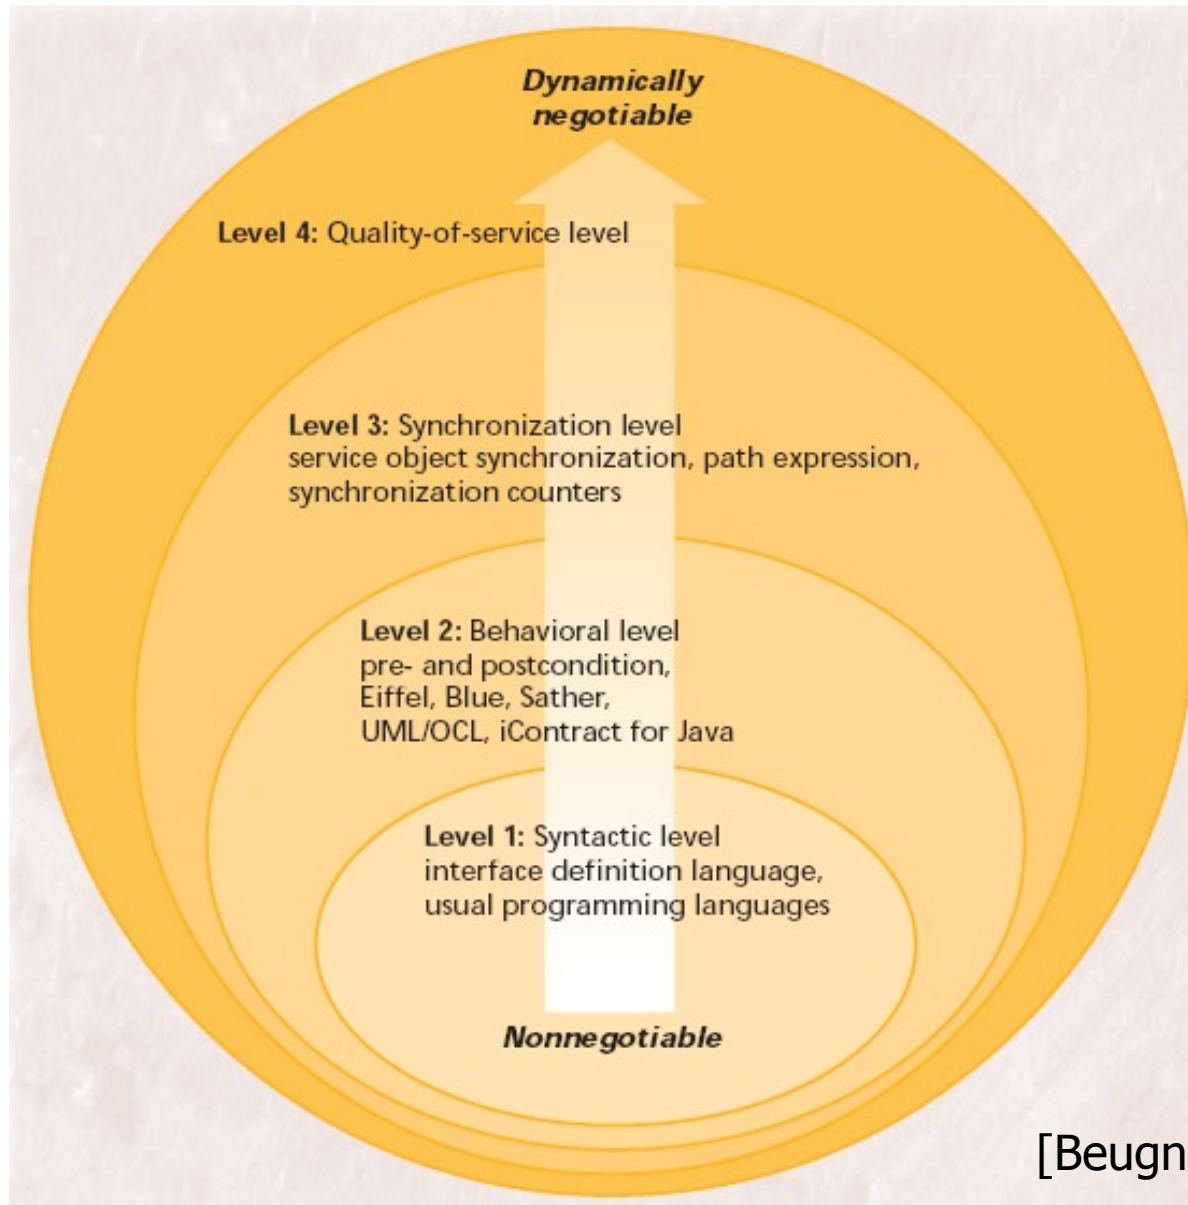 Dynamically
negotiable
Level 4: Quality-of-service level
Level 3: Synchronization level
service object synchronization, path expression,
synchronization counters
Level 2: Behavioral level
pre- and postcondition,
Eiffel, Blue, Sather,
UML/OCL, iContract for Java
Level 1: Syntactic level
interface definition language,
usual programming languages
Nonnegotiable
[Beugn